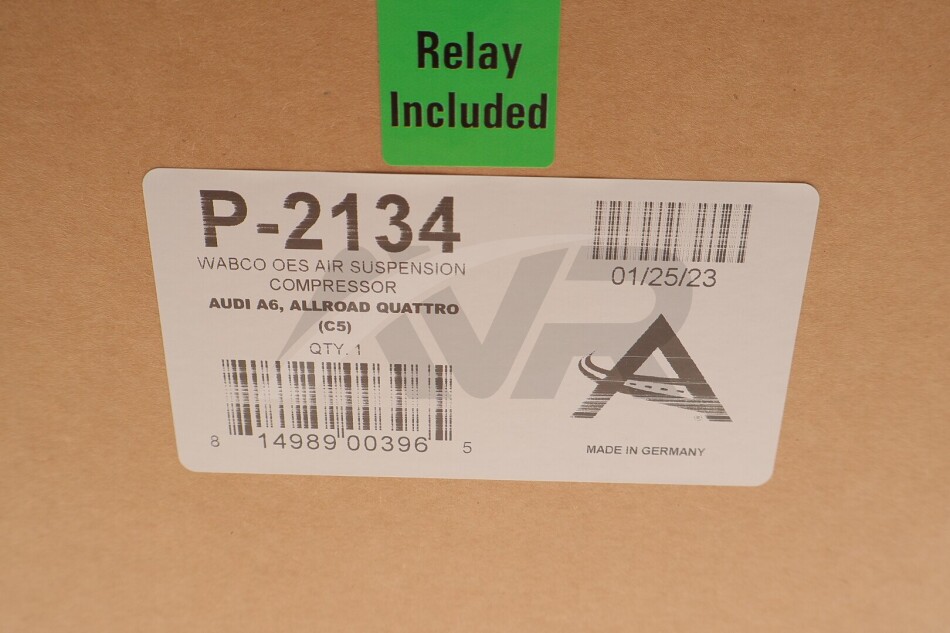 Relay
Included
P-2134
WABCO OES AIR SUSPENSION
COMPRESSOR
AUDI A6, ALLROAD QUATTRO
(C5)
QTY. 1
8 14989 00396 5
01/25/23
AVR
MADE IN GERMANY